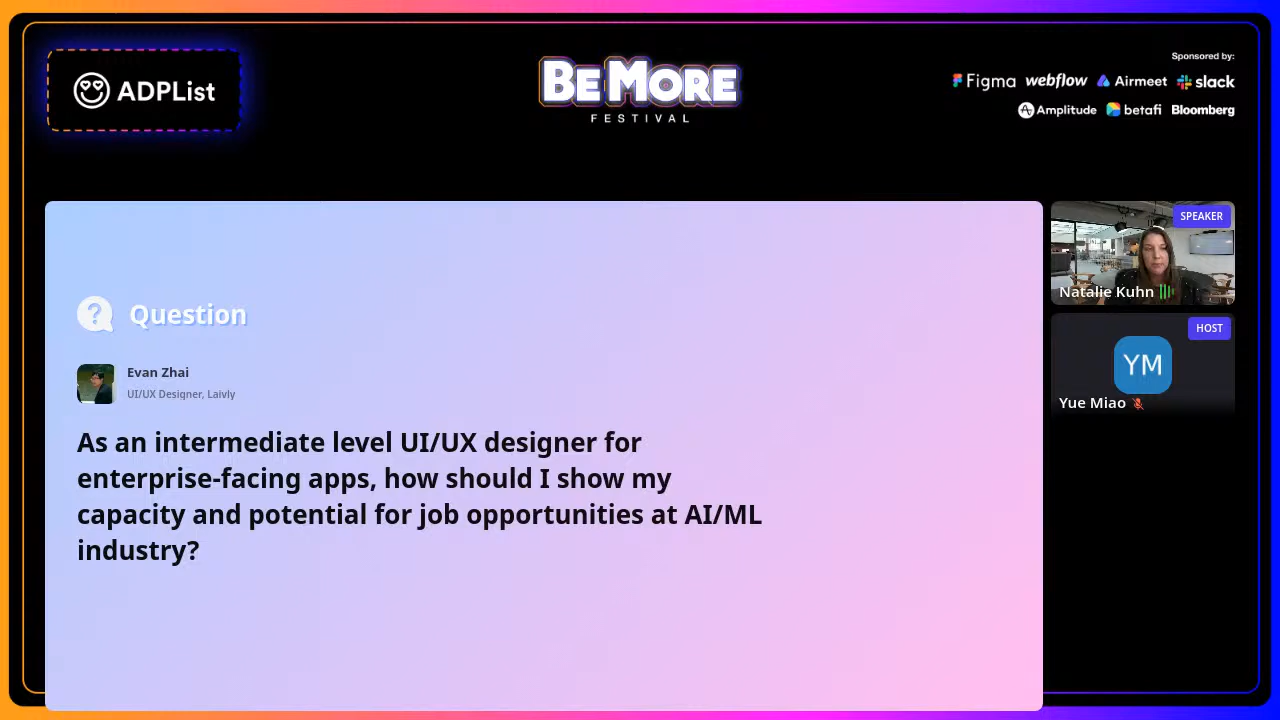 ADPList
BE MORE
FESTIVAL
Sponsored by:
Figma webflow Airmeet slack
Amplitude betafi Bloomberg
SPEAKER
Natalie Kuhn
HOST
YM
Yue Miao
Question
Evan Zhai
UI/UX Designer, Laivly
As an intermediate level UI/UX designer for
enterprise-facing apps, how should I show my
capacity and potential for job opportunities at AI/ML
industry?